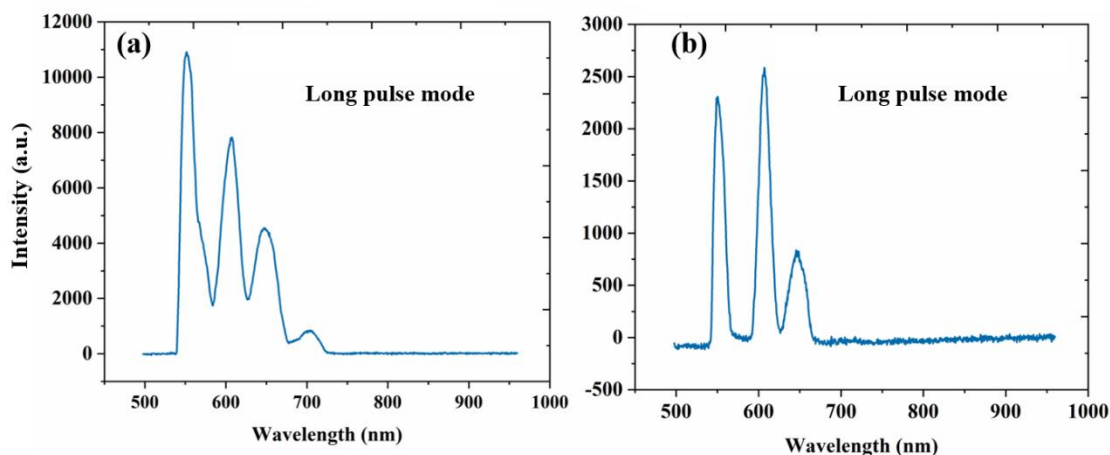 (a)
Long pulse mode
Intensity (a.u.)
12000
10000
8000
6000
4000
2000
0
500 600 700 800 900 1000
Wavelength (nm)
(b)
Long pulse mode
3000
2500
2000
1500
1000
500
0
-500
500 600 700 800 900 1000
Wavelength (nm)